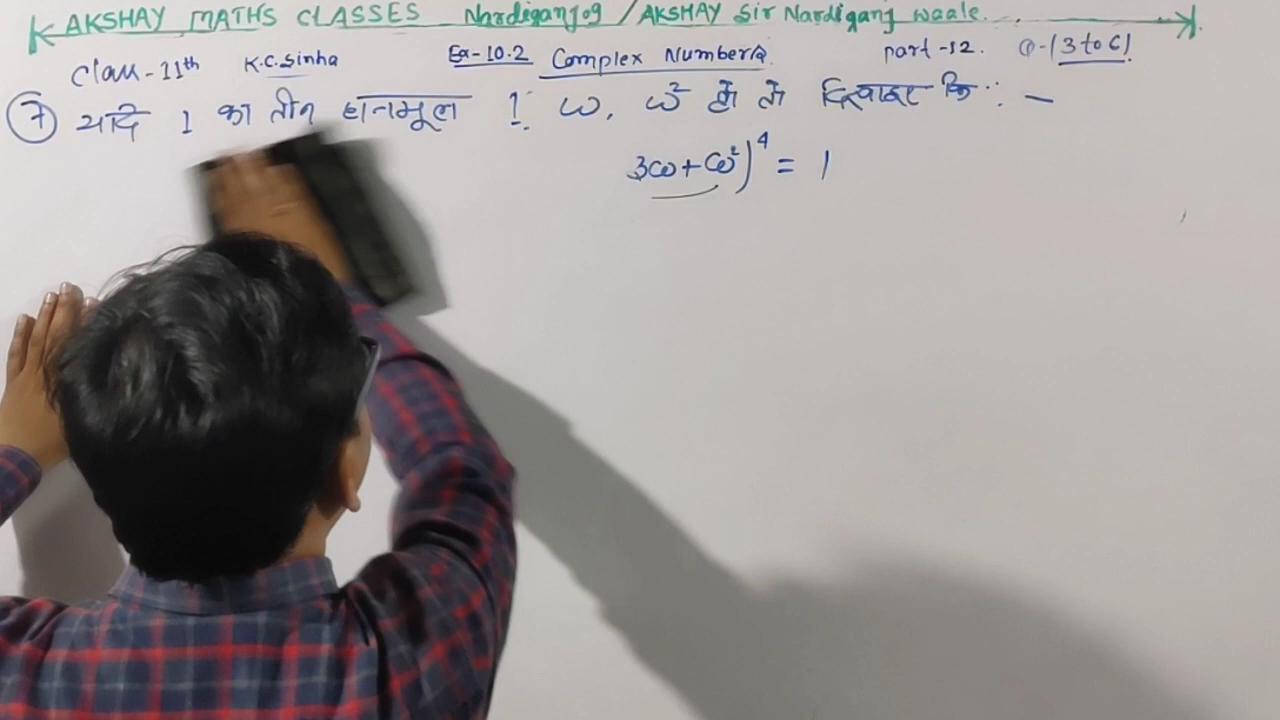 AKSHAY MATHS CLASSES Nardiganj09 / AKSHAY Sir Nardiganj waale.
Class-11th K.C.Sinha Ex-10.2 Complex Numbers part-12. Q-(3 to 6)
7 यदि 1 का तीन घनमूल 1, ω, ω² हो तो दिखाइए कि :-
3ω+ω²)⁴ = 1